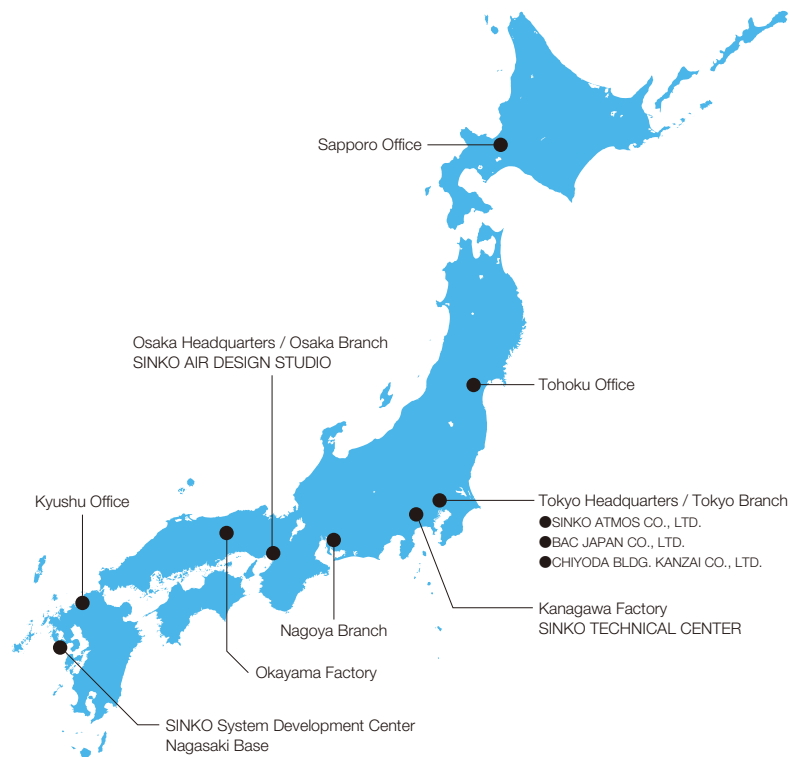 Sapporo Office
Osaka Headquarters / Osaka Branch
SINKO AIR DESIGN STUDIO
Tohoku Office
Kyushu Office
Tokyo Headquarters / Tokyo Branch
●SINKO ATMOS CO., LTD.
●BAC JAPAN CO., LTD.
●CHIYODA BLDG. KANZAI CO., LTD.
Kanagawa Factory
SINKO TECHNICAL CENTER
Nagoya Branch
Okayama Factory
SINKO System Development Center
Nagasaki Base